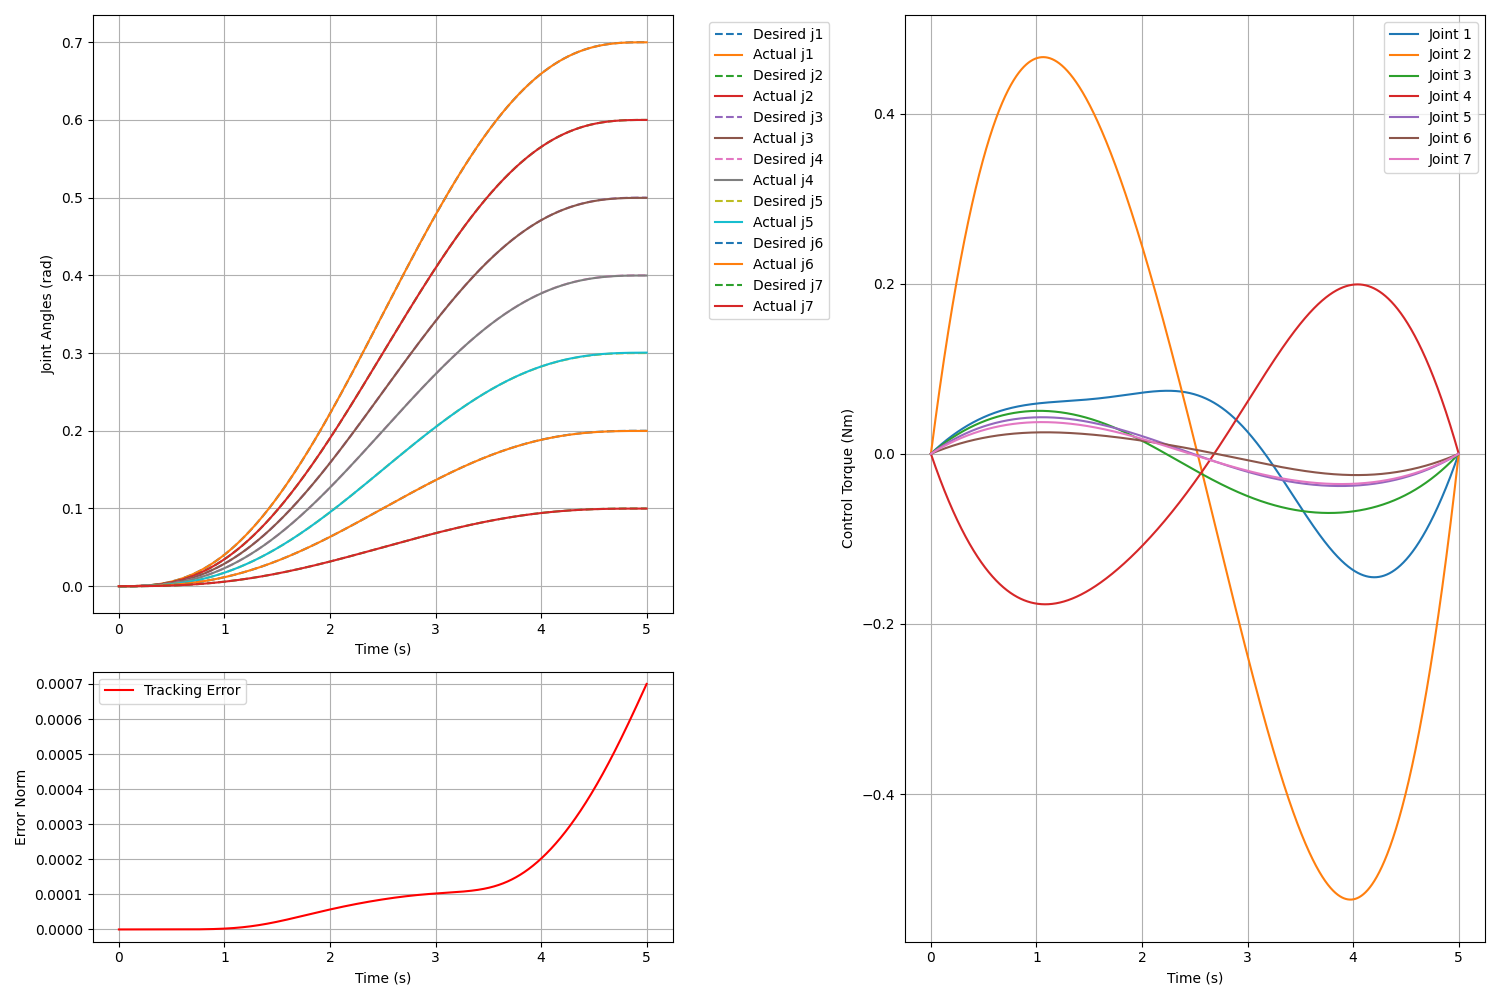 0.7
0.6
0.5
0.4
0.3
0.2
0.1
0.0
Joint Angles (rad)
0 1 2 3 4 5
Time (s)
Desired j1
Actual j1
Desired j2
Actual j2
Desired j3
Actual j3
Desired j4
Actual j4
Desired j5
Actual j5
Desired j6
Actual j6
Desired j7
Actual j7
Tracking Error
0.0007
0.0006
0.0005
0.0004
0.0003
0.0002
0.0001
0.0000
Error Norm
0 1 2 3 4 5
Time (s)
Joint 1
Joint 2
Joint 3
Joint 4
Joint 5
Joint 6
Joint 7
0.4
0.2
0.0
−0.2
−0.4
Control Torque (Nm)
0 1 2 3 4 5
Time (s)